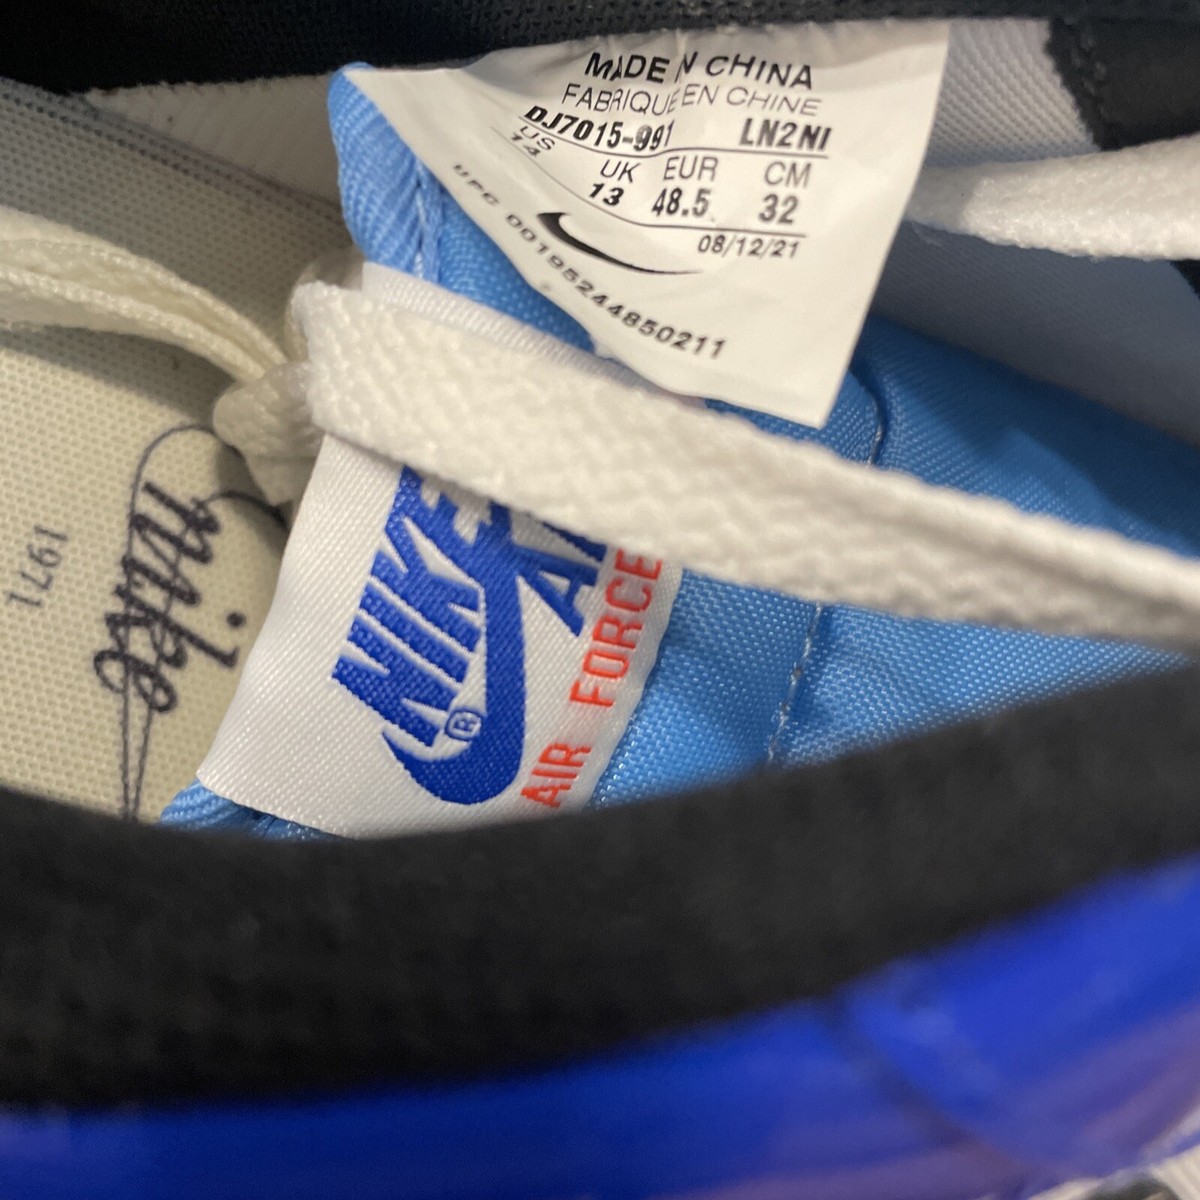 MADE IN CHINA
FABRIQUE EN CHINE
DJ7015-991 LN2NI
US UK EUR CM
14 13 48.5 32
08/12/21
UPC 00195244850211
NIKE
AIR FORCE
nike
1971